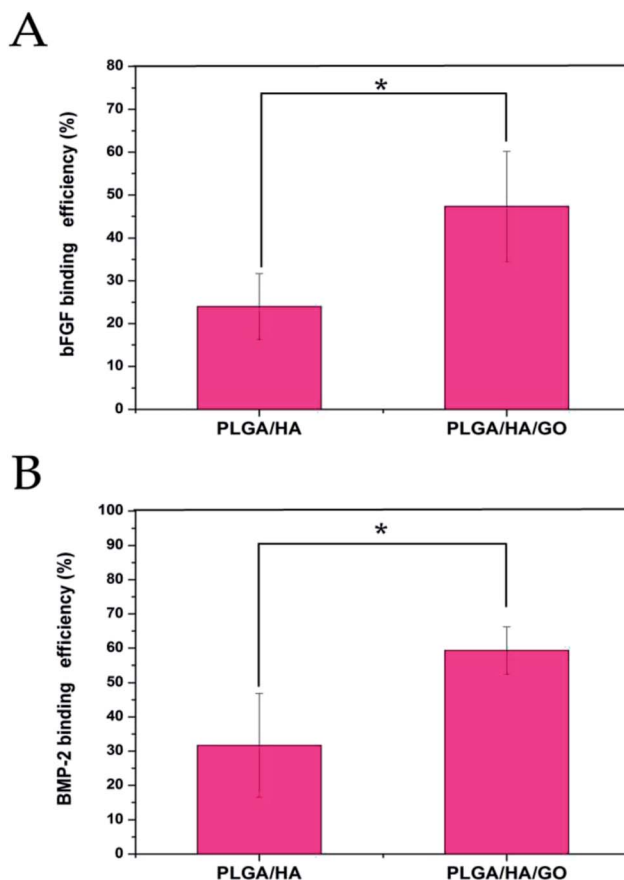 A
80
70
60
50
40
30
20
10
0
bFGF binding efficiency (%)
*
PLGA/HA
PLGA/HA/GO
B
100
90
80
70
60
50
40
30
20
10
0
BMP-2 binding efficiency (%)
*
PLGA/HA
PLGA/HA/GO